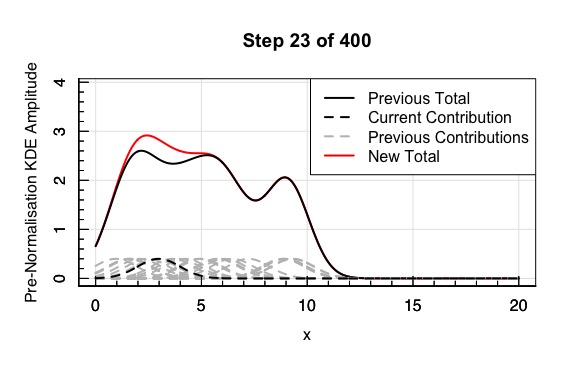 Step 23 of 400
Pre-Normalisation KDE Amplitude
4
3
2
1
0
Previous Total
Current Contribution
Previous Contributions
New Total
0 5 10 15 20
x